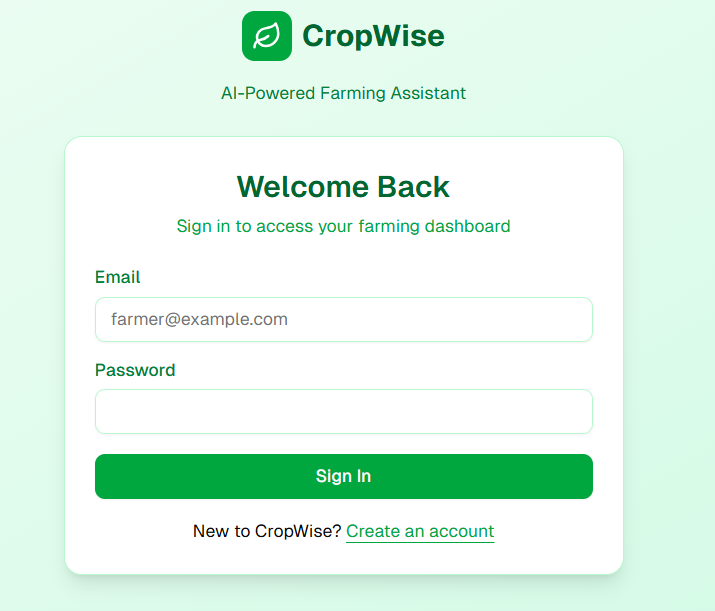 CropWise
AI-Powered Farming Assistant
Welcome Back
Sign in to access your farming dashboard
Email
farmer@example.com
Password
Sign In
New to CropWise? Create an account